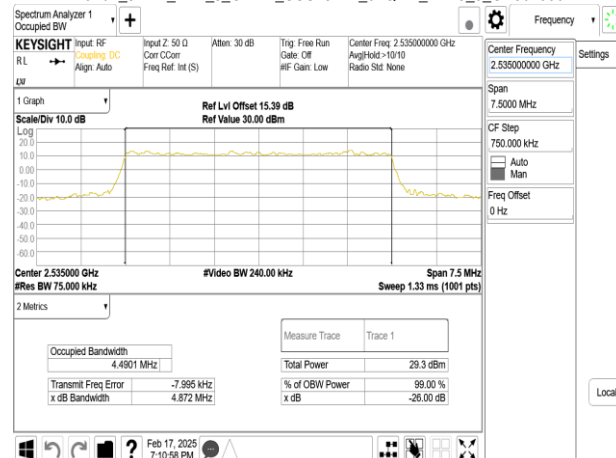 Spectrum Analyzer 1
Occupied BW
Frequency
KEYSIGHT
Input: RF
Input Z: 50 Ω
Atten: 30 dB
Trig: Free Run
Center Freq: 2.535000000 GHz
RL
Coupling: DC
Corr CCorr
Gate: Off
Avg|Hold:>10/10
Align: Auto
Freq Ref: Int (S)
#IF Gain: Low
Radio Std: None
LXI
Center Frequency
2.535000000 GHz
Settings
Span
7.5000 MHz
CF Step
750.000 kHz
Auto
Man
Freq Offset
0 Hz
Local
1 Graph
Ref Lvl Offset 15.39 dB
Scale/Div 10.0 dB
Ref Value 30.00 dBm
Log
20.0
10.0
0.00
-10.0
-20.0
-30.0
-40.0
-50.0
-60.0
Center 2.535000 GHz
#Video BW 240.00 kHz
Span 7.5 MHz
#Res BW 75.000 kHz
Sweep 1.33 ms (1001 pts)
2 Metrics
Measure Trace
Trace 1
Occupied Bandwidth
4.4901 MHz
Total Power
29.3 dBm
Transmit Freq Error
-7.995 kHz
% of OBW Power
99.00 %
x dB Bandwidth
4.872 MHz
x dB
-26.00 dB
?
Feb 17, 2025
7:10:58 PM